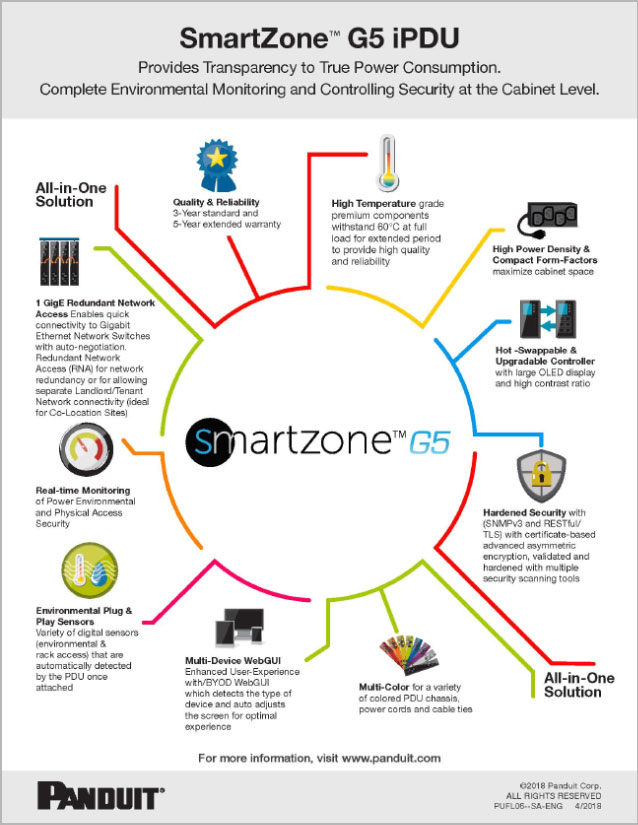 SmartZone™ G5 iPDU
Provides Transparency to True Power Consumption.
Complete Environmental Monitoring and Controlling Security at the Cabinet Level.
All-in-One
Solution
Quality & Reliability
3-Year standard and
5-Year extended warranty
High Temperature grade
premium components
withstand 60°C at full
load for extended period
to provide high quality
and reliability
High Power Density &
Compact Form-Factors
maximize cabinet space
1 GigE Redundant Network
Access Enables quick
connectivity to Gigabit
Ethernet Network Switches
with auto-negotiation.
Redundant Network
Access (RNA) for network
redundancy or for allowing
separate Landlord/Tenant
Network connectivity (ideal
for Co-Location Sites)
Hot -Swappable &
Upgradable Controller
with large OLED display
and high contrast ratio
smartzone™ G5
Real-time Monitoring
of Power Environmental
and Physical Access
Security
Hardened Security with
(SNMPv3 and RESTful/
TLS) with certificate-based
advanced asymmetric
encryption, validated and
hardened with multiple
security scanning tools
Environmental Plug &
Play Sensors
Variety of digital sensors
(environmental &
rack access) that are
automatically detected
by the PDU once
attached
Multi-Device WebGUI
Enhanced User-Experience
with/BYOD WebGUI
which detects the type of
device and auto adjusts
the screen for optimal
experience
Multi-Color for a variety
of colored PDU chassis,
power cords and cable ties
All-in-One
Solution
For more information, visit www.panduit.com
PANDUIT®
©2018 Panduit Corp.
ALL RIGHTS RESERVED
PUFL05--SA-ENG 4/2018